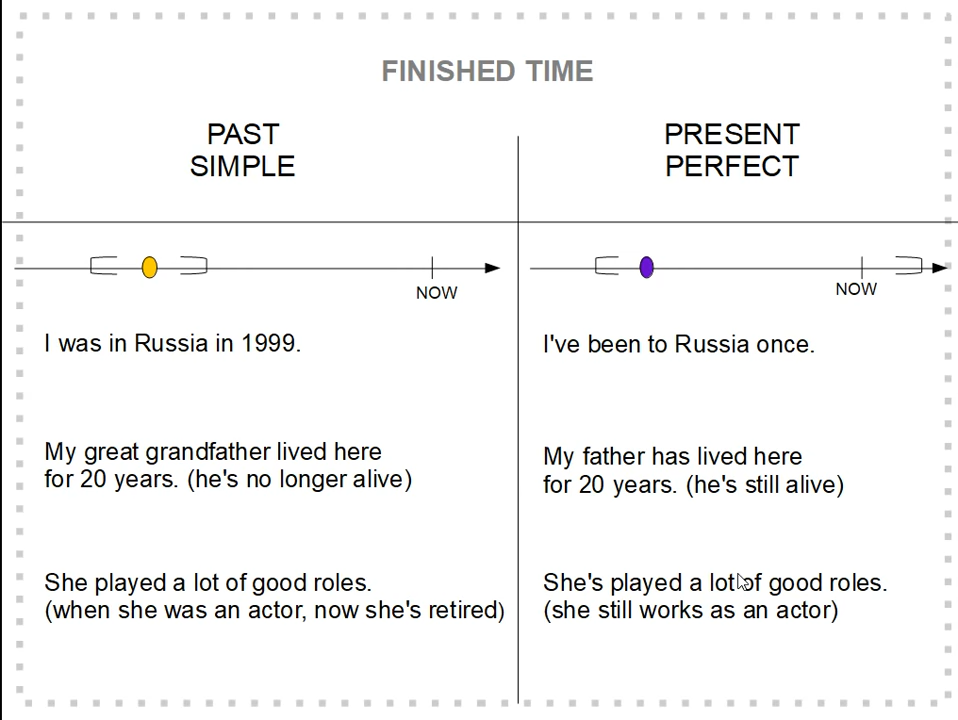 FINISHED TIME
PAST
SIMPLE
PRESENT
PERFECT
NOW
NOW
I was in Russia in 1999.
I've been to Russia once.
My great grandfather lived here
for 20 years. (he's no longer alive)
My father has lived here
for 20 years. (he's still alive)
She played a lot of good roles.
(when she was an actor, now she's retired)
She's played a lot of good roles.
(she still works as an actor)